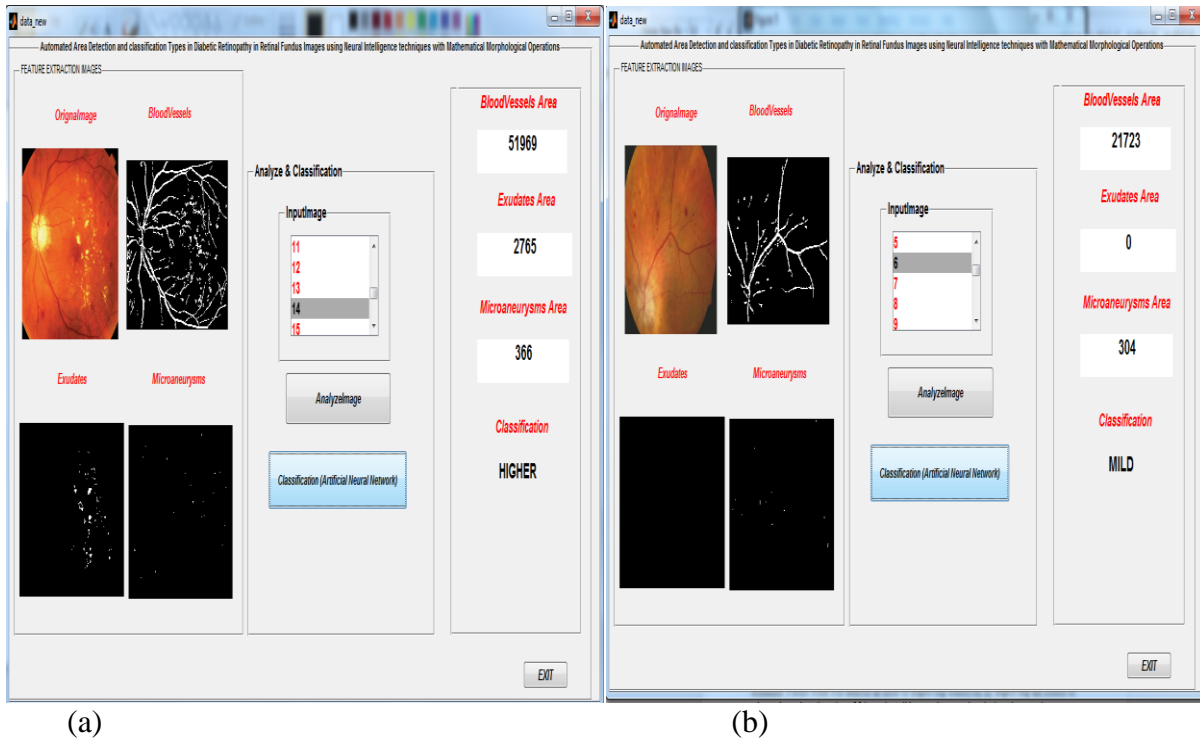 data_new
Automated Area Detection and classification Types in Diabetic Retinopathy in Retinal Fundus Images using Neural Intelligence techniques with Mathematical Morphological Operations
FEATURE EXTRACTION IMAGES
OrignaImage
BloodVessels
Exudates
Microaneurysms
Analyze & Classification
InputImage
11
12
13
14
15
AnalyzeImage
Classification (Artificial Neural Network)
BloodVessels Area
51969
Exudates Area
2765
Microaneurysms Area
366
Classification
HIGHER
EXIT
(a)
data_new
Automated Area Detection and classification Types in Diabetic Retinopathy in Retinal Fundus Images using Neural Intelligence techniques with Mathematical Morphological Operations
FEATURE EXTRACTION IMAGES
OrignaImage
BloodVessels
Exudates
Microaneurysms
Analyze & Classification
InputImage
5
6
7
8
9
AnalyzeImage
Classification (Artificial Neural Network)
BloodVessels Area
21723
Exudates Area
0
Microaneurysms Area
304
Classification
MILD
EXIT
(b)